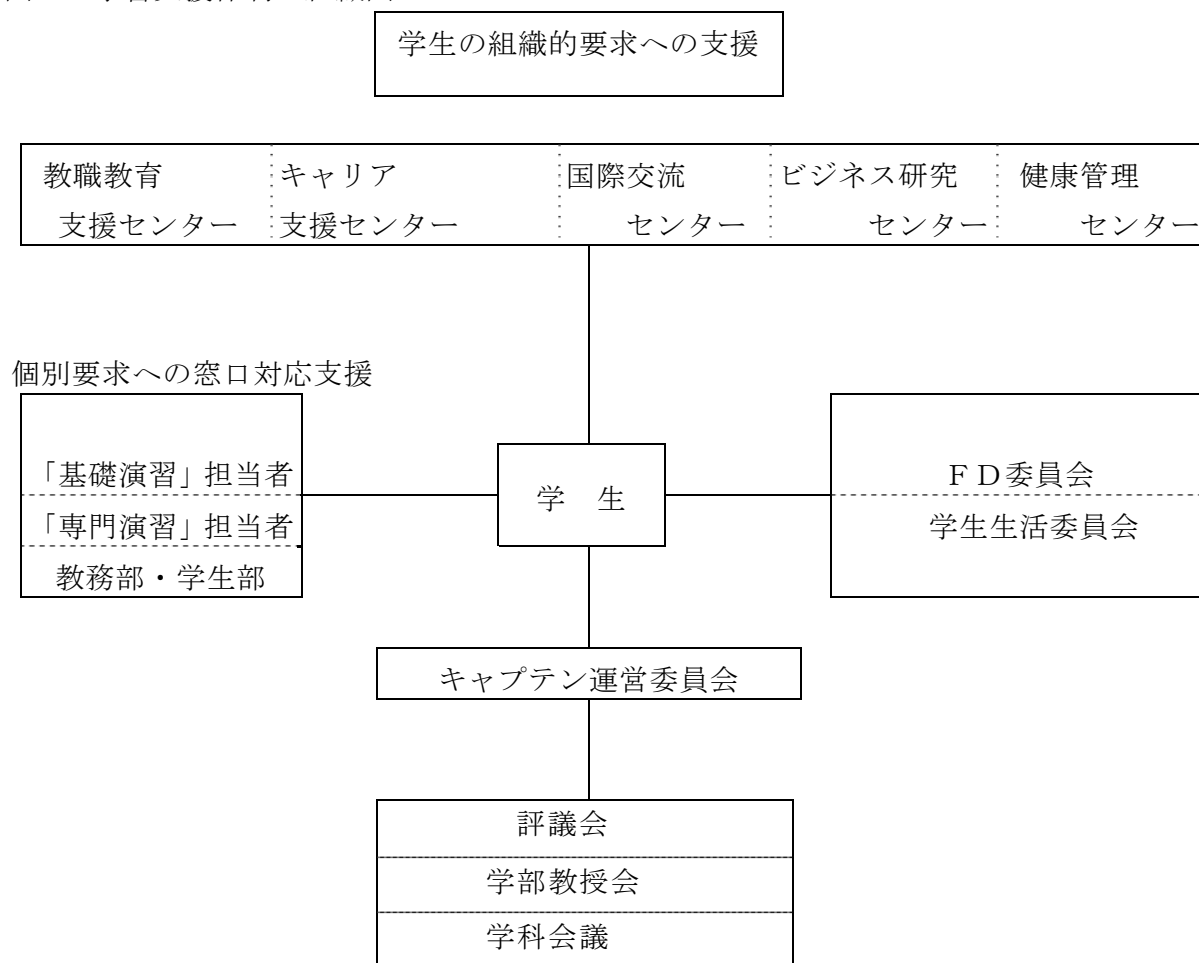 学生の組織的要求への支援
教職教育 キャリア 国際交流 ビジネス研究 健康管理
支援センター 支援センター センター センター センター
個別要求への窓口対応支援
「基礎演習」担当者
「専門演習」担当者
教務部・学生部
学 生
ＦＤ委員会
学生生活委員会
キャプテン運営委員会
評議会
学部教授会
学科会議